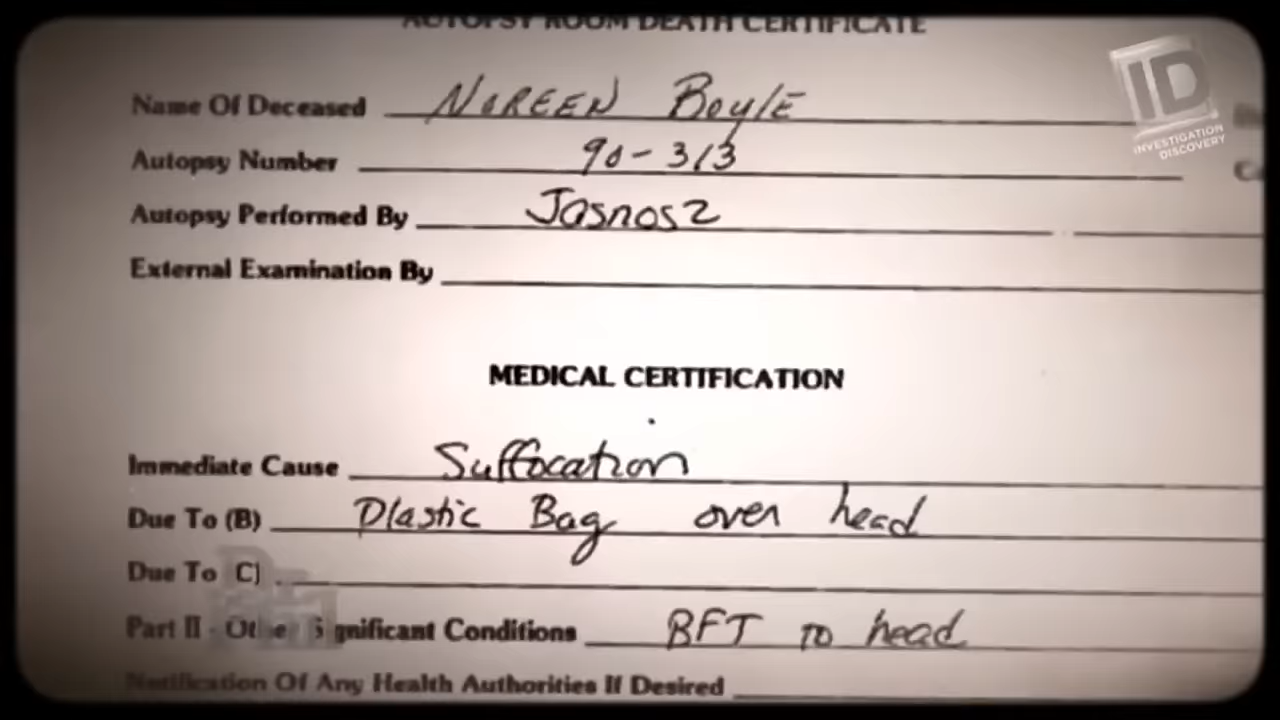 AUTOPSY ROOM DEATH CERTIFICATE
ID
INVESTIGATION
DISCOVERY
Name Of Deceased NOREEN BoylE
Autopsy Number 90-313
Autopsy Performed By Jasnosz
External Examination By
MEDICAL CERTIFICATION
Immediate Cause Suffocation
Due To (B) Plastic Bag over head
Due To C)
Part II - Other Significant Conditions BFT to head
Notification Of Any Health Authorities If Desired